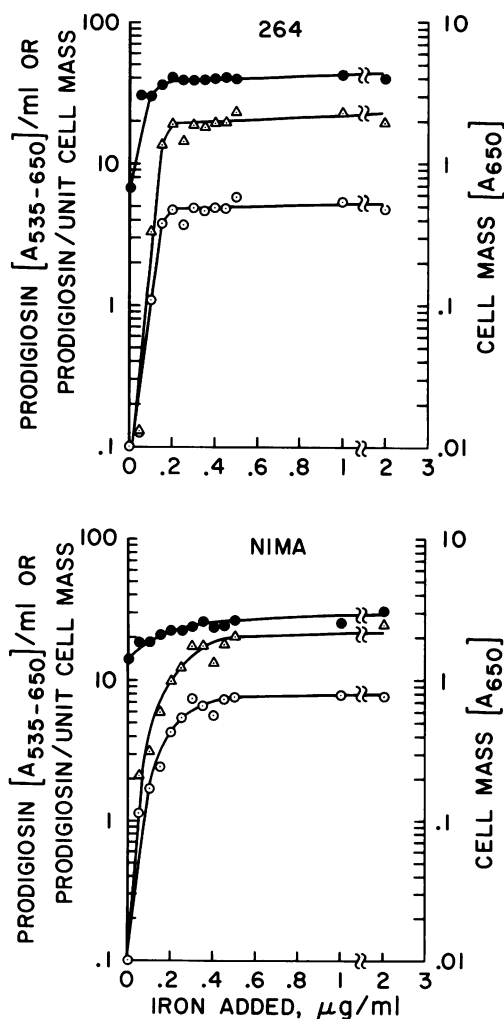 264
PRODIGIOSIN [A535-650]/ml OR
PRODIGIOSIN/UNIT CELL MASS
100
10
1
.1
10
1
0.1
.01
CELL MASS [A650]
0 .2 .4 .6 .8 1 2 3
NIMA
PRODIGIOSIN [A535-650]/ml OR
PRODIGIOSIN/UNIT CELL MASS
100
10
1
.1
10
1
.1
.01
CELL MASS [A650]
0 .2 .4 .6 .8 1 2 3
IRON ADDED, μg/ml